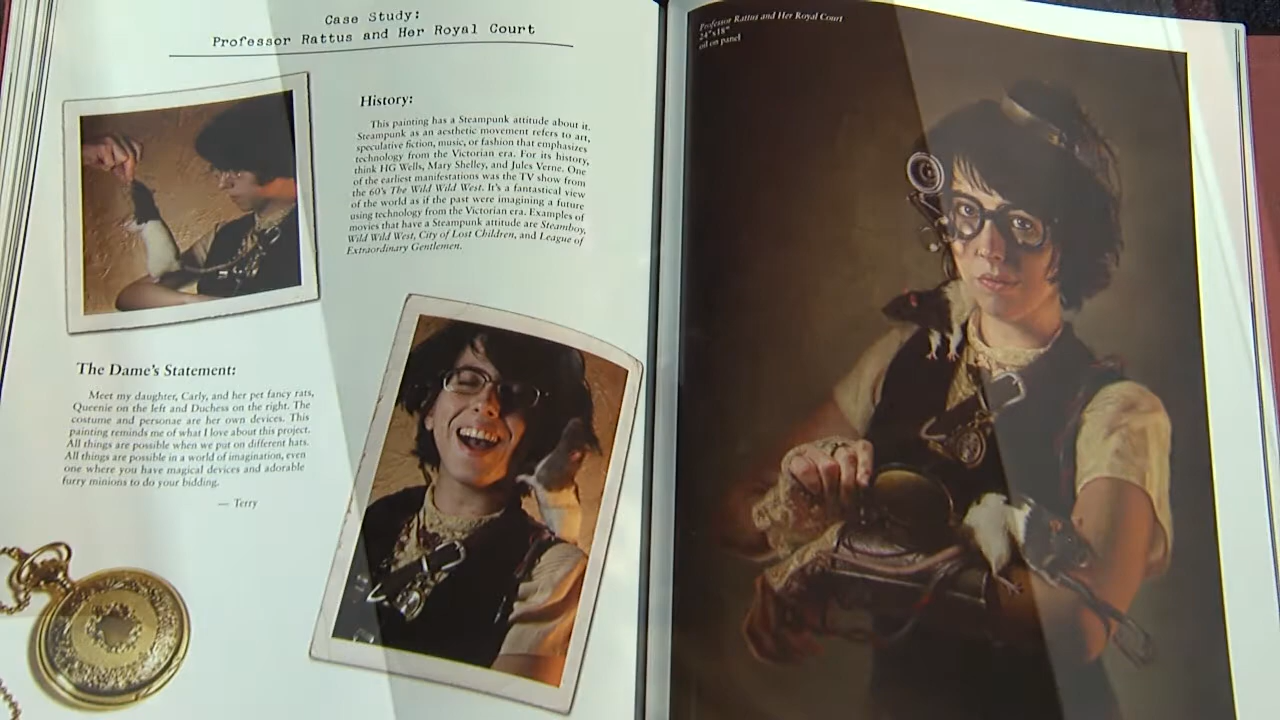 Case Study:
Professor Rattus and Her Royal Court
History:
This painting has a Steampunk attitude about it.
Steampunk as an aesthetic movement refers to art,
speculative fiction, music, or fashion that emphasizes
technology from the Victorian era. For its history,
think HG Wells, Mary Shelley, and Jules Verne. One
of the earliest manifestations was the TV show from
the 60's The Wild Wild West. It's a fantastical view
of the world as if the past were imagining a future
using technology from the Victorian era. Examples of
movies that have a Steampunk attitude are Steamboy,
Wild Wild West, City of Lost Children, and League of
Extraordinary Gentlemen.
The Dame's Statement:
Meet my daughter, Carly, and her pet fancy rats,
Queenie on the left and Duchess on the right. The
costume and personae are her own devices. This
painting reminds me of what I love about this project.
All things are possible when we put on different hats.
All things are possible in a world of imagination, even
one where you have magical devices and adorable
furry minions to do your bidding.
— Terry
Professor Rattus and Her Royal Court
24"x18"
oil on panel